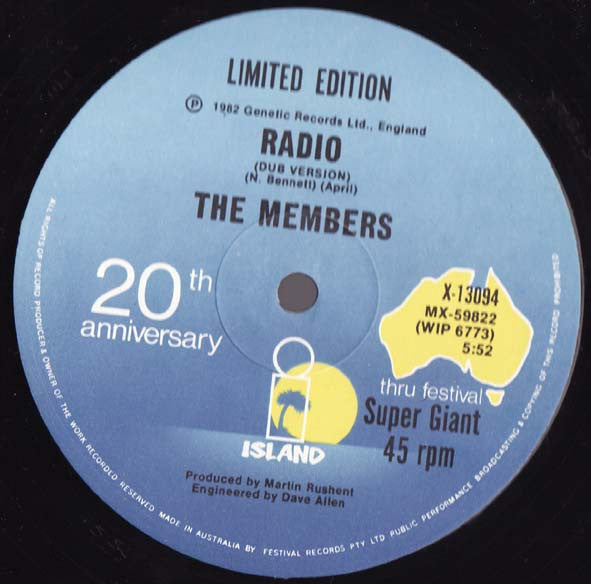 LIMITED EDITION
℗ 1982 Genetic Records Ltd., England
RADIO
(DUB VERSION)
(N. Bennett) (April)
THE MEMBERS
20th
anniversary
X-13094
MX-59822
(WIP 6773)
5:52
thru festival
Super Giant
45 rpm
ISLAND
Produced by Martin Rushent
Engineered by Dave Allen
ALL RIGHTS OF RECORD PRODUCER & OWNER OF THE WORK RECORDED RESERVED MADE IN AUSTRALIA BY FESTIVAL RECORDS PTY LTD PUBLIC PERFORMANCE BROADCASTING & COPYING OF THIS RECORD PROHIBITED